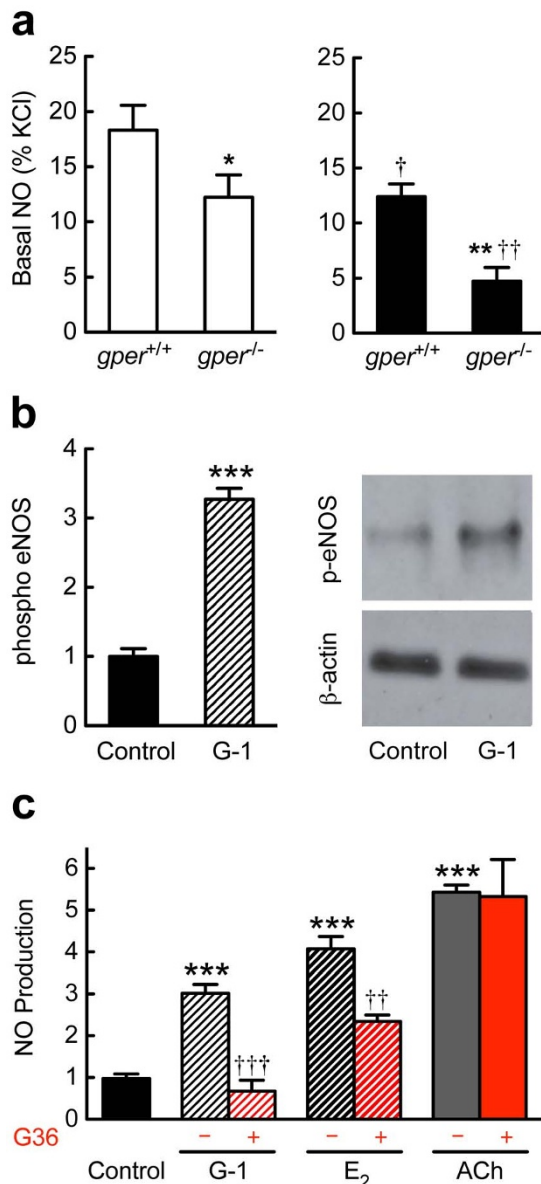 a
Basal NO (% KCl)
25
20
15
10
5
0
*
gper+/+ gper-/-
25
20
15
10
5
0
†
** ††
gper+/+ gper-/-
b
phospho eNOS
4
3
2
1
0
***
Control G-1
p-eNOS
β-actin
Control G-1
c
NO Production
6
5
4
3
2
1
0
***
†††
***
††
***
G36 − + − + − +
Control G-1 E₂ ACh